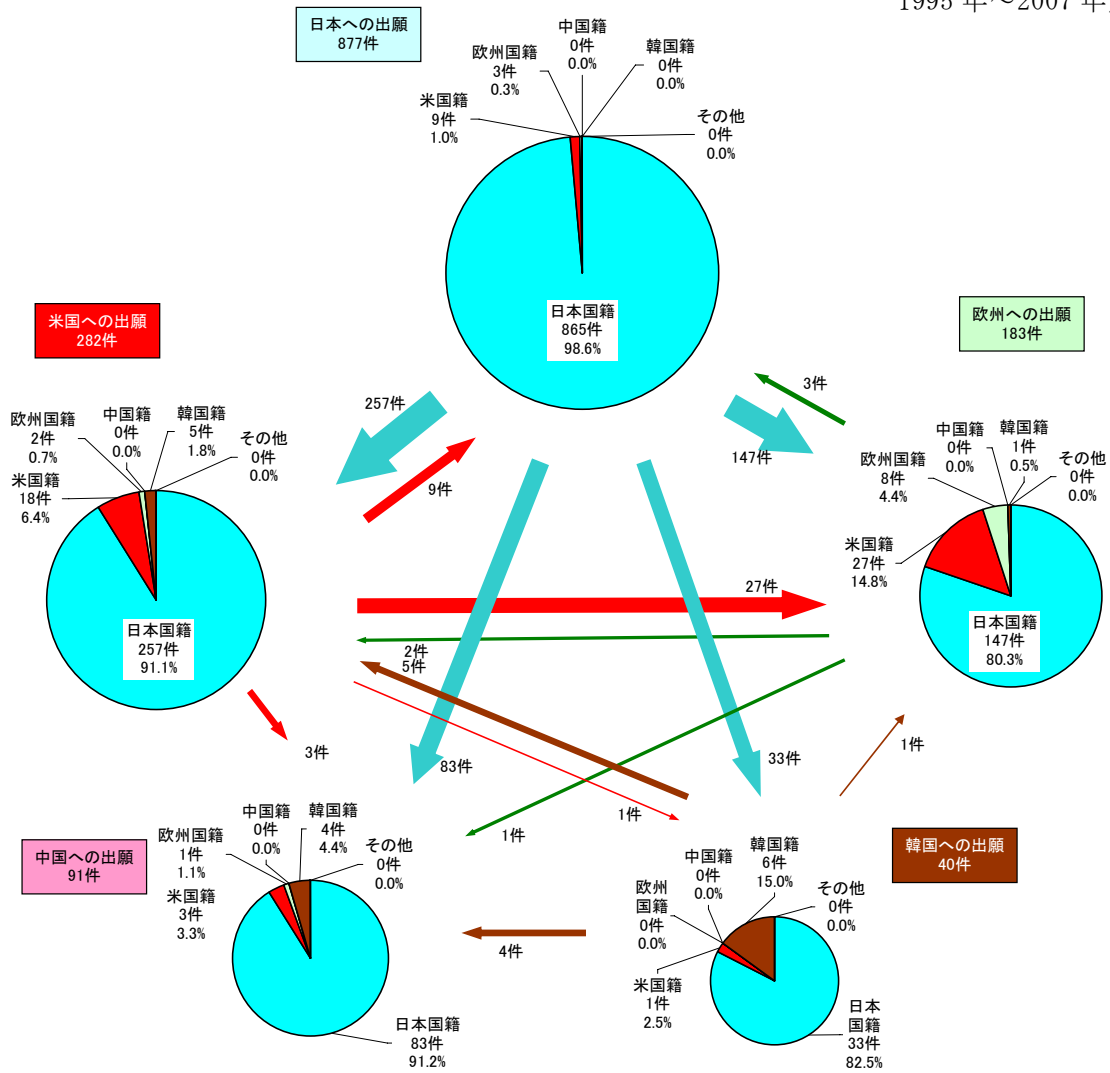 1995 年～2007 年
日本への出願
877件
中国籍
0件
0.0%
欧州国籍
3件
0.3%
韓国籍
0件
0.0%
米国籍
9件
1.0%
その他
0件
0.0%
日本国籍
865件
98.6%
米国への出願
282件
欧州への出願
183件
257件
9件
3件
147件
欧州国籍
2件
0.7%
中国籍
0件
0.0%
韓国籍
5件
1.8%
その他
0件
0.0%
米国籍
18件
6.4%
日本国籍
257件
91.1%
中国籍
0件
0.0%
韓国籍
1件
0.5%
欧州国籍
8件
4.4%
その他
0件
0.0%
米国籍
27件
14.8%
日本国籍
147件
80.3%
27件
2件
5件
3件
83件
33件
1件
1件
1件
4件
中国への出願
91件
欧州国籍
1件
1.1%
中国籍
0件
0.0%
韓国籍
4件
4.4%
その他
0件
0.0%
米国籍
3件
3.3%
日本国籍
83件
91.2%
韓国への出願
40件
中国籍
0件
0.0%
韓国籍
6件
15.0%
欧州
国籍
0件
0.0%
その他
0件
0.0%
米国籍
1件
2.5%
日本
国籍
33件
82.5%